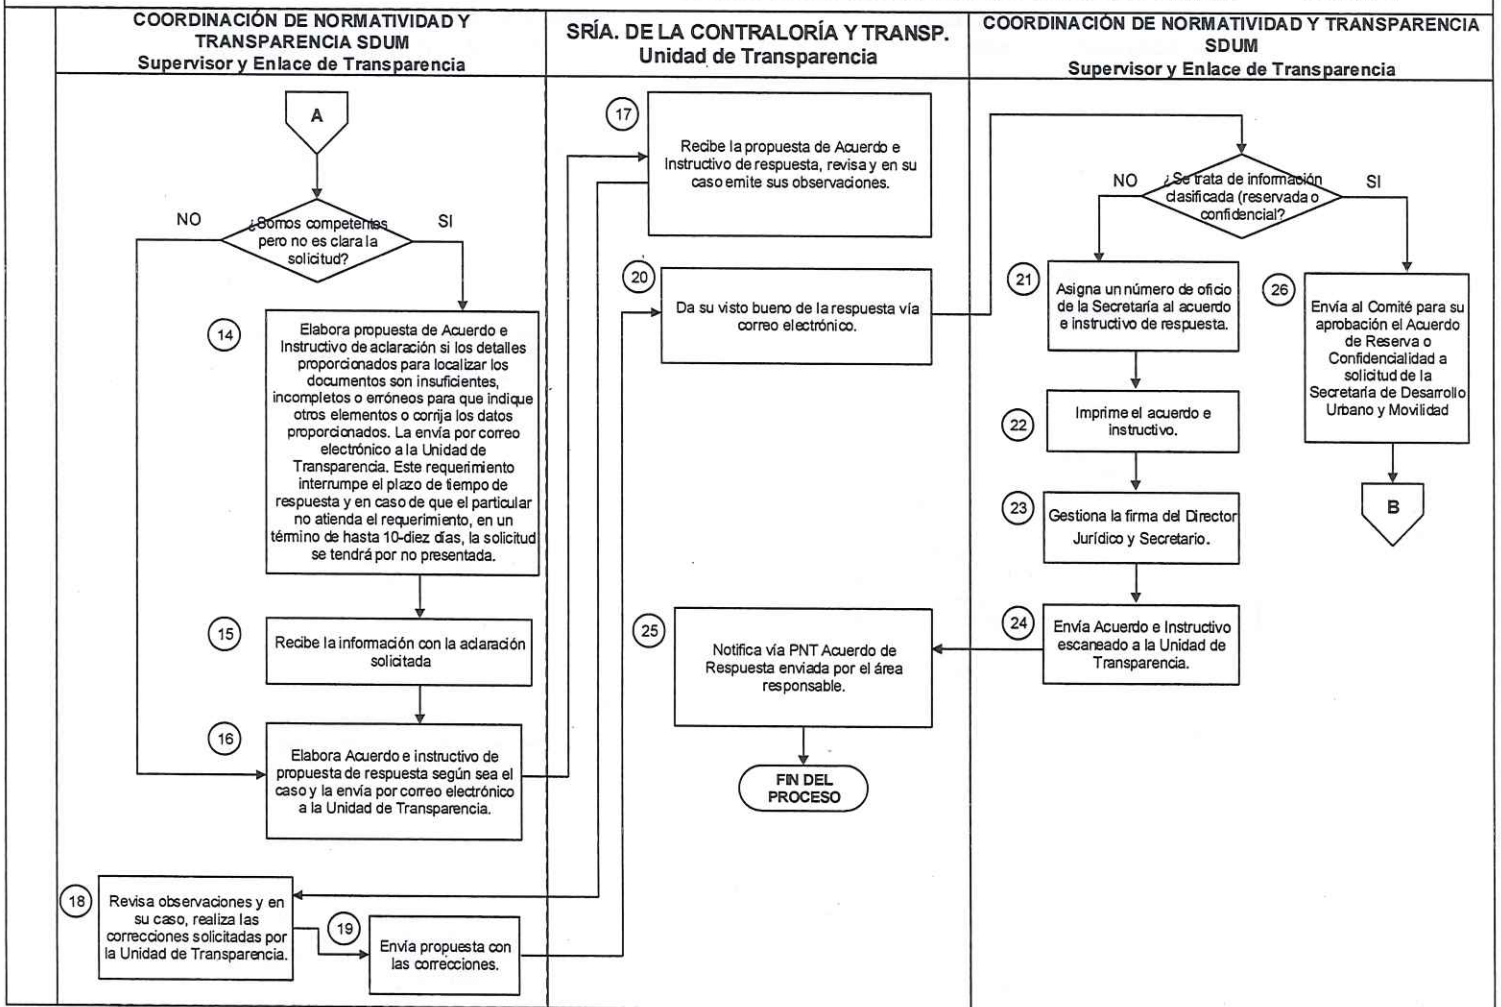 COORDINACIÓN DE NORMATIVIDAD Y
TRANSPARENCIA SDUM
Supervisor y Enlace de Transparencia
SRÍA. DE LA CONTRALORÍA Y TRANSP.
Unidad de Transparencia
COORDINACIÓN DE NORMATIVIDAD Y TRANSPARENCIA
SDUM
Supervisor y Enlace de Transparencia
A
NO
¿Somos competentes
pero no es clara la
solicitud?
SI
14
Elabora propuesta de Acuerdo e
Instructivo de aclaración si los detalles
proporcionados para localizar los
documentos son insuficientes,
incompletos o erróneos para que indique
otros elementos o corrija los datos
proporcionados. La envía por correo
electrónico a la Unidad de
Transparencia. Este requerimiento
interrumpe el plazo de tiempo de
respuesta y en caso de que el particular
no atienda el requerimiento, en un
término de hasta 10-diez días, la solicitud
se tendrá por no presentada.
15
Recibe la información con la aclaración
solicitada
16
Elabora Acuerdo e instructivo de
propuesta de respuesta según sea el
caso y la envía por correo electrónico
a la Unidad de Transparencia.
18
Revisa observaciones y en
su caso, realiza las
correcciones solicitadas por
la Unidad de Transparencia.
19
Envía propuesta con
las correcciones.
17
Recibe la propuesta de Acuerdo e
Instructivo de respuesta, revisa y en su
caso emite sus observaciones.
20
Da su visto bueno de la respuesta vía
correo electrónico.
25
Notifica vía PNT Acuerdo de
Respuesta enviada por el área
responsable.
FIN DEL
PROCESO
NO
¿Se trata de información
clasificada (reservada o
confidencial?
SI
21
Asigna un número de oficio
de la Secretaría al acuerdo
e instructivo de respuesta.
22
Imprime el acuerdo e
instructivo.
23
Gestiona la firma del Director
Jurídico y Secretario.
24
Envía Acuerdo e Instructivo
escaneado a la Unidad de
Transparencia.
26
Envía al Comité para su
aprobación el Acuerdo
de Reserva o
Confidencialidad a
solicitud de la
Secretaría de Desarrollo
Urbano y Movilidad
B